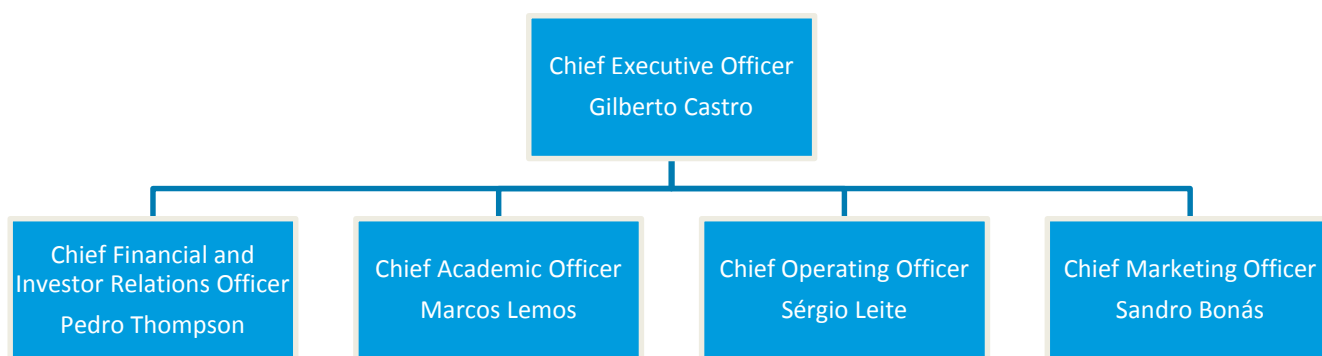 Chief Executive Officer
Gilberto Castro
Chief Financial and
Investor Relations Officer
Pedro Thompson
Chief Academic Officer
Marcos Lemos
Chief Operating Officer
Sérgio Leite
Chief Marketing Officer
Sandro Bonás